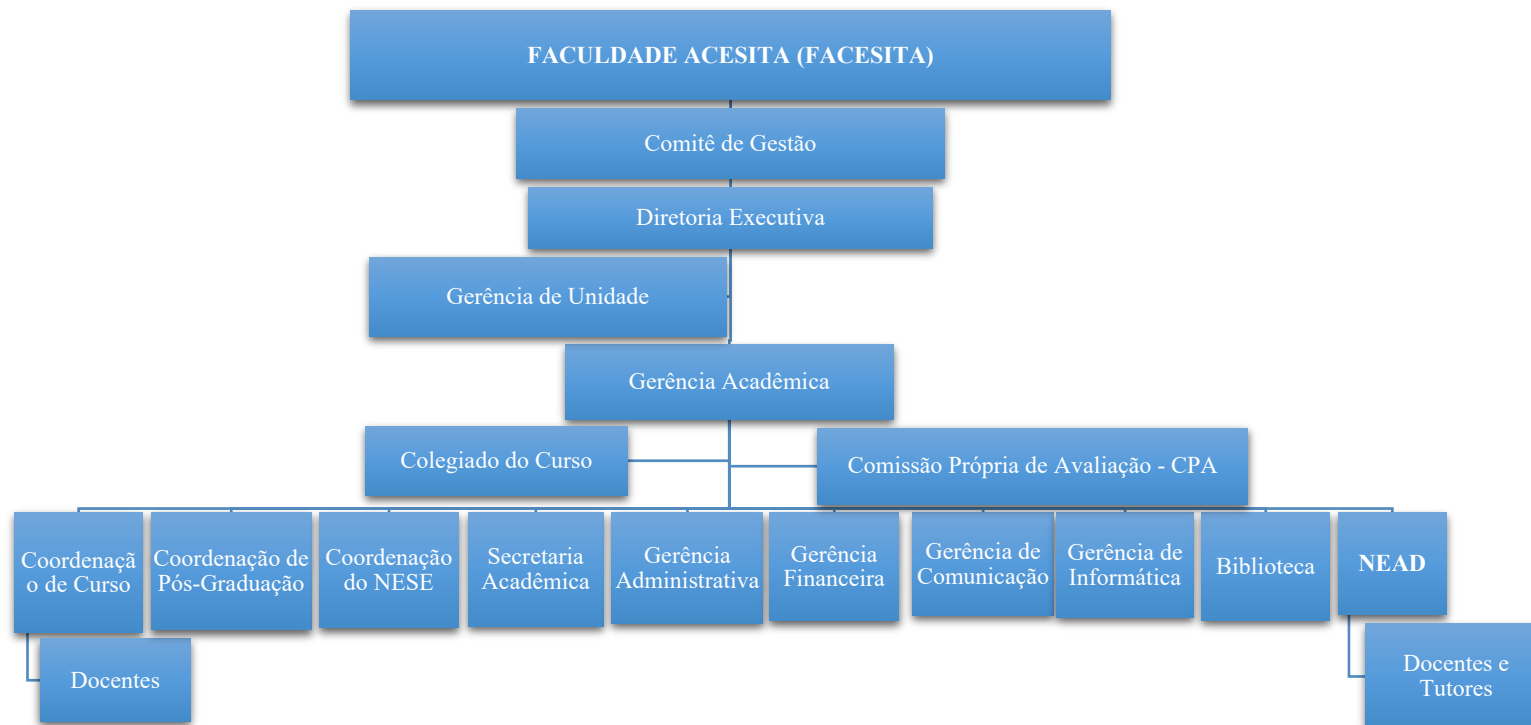 FACULDADE ACESITA (FACESITA)
Comitê de Gestão
Diretoria Executiva
Gerência de Unidade
Gerência Acadêmica
Colegiado do Curso
Comissão Própria de Avaliação - CPA
Coordenaçã
o de Curso
Coordenação de
Pós-Graduação
Coordenação
do NESE
Secretaria
Acadêmica
Gerência
Administrativa
Gerência
Financeira
Gerência de
Comunicação
Gerência de
Informática
Biblioteca
NEAD
Docentes
Docentes e
Tutores